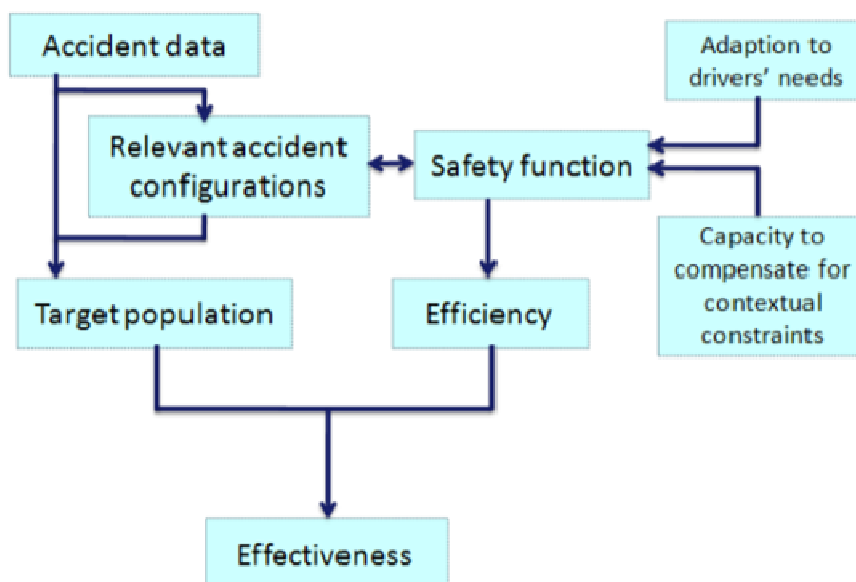 Accident data
Adaption to
drivers' needs
Relevant accident
configurations
Safety function
Capacity to
compensate for
contextual
constraints
Target population
Efficiency
Effectiveness